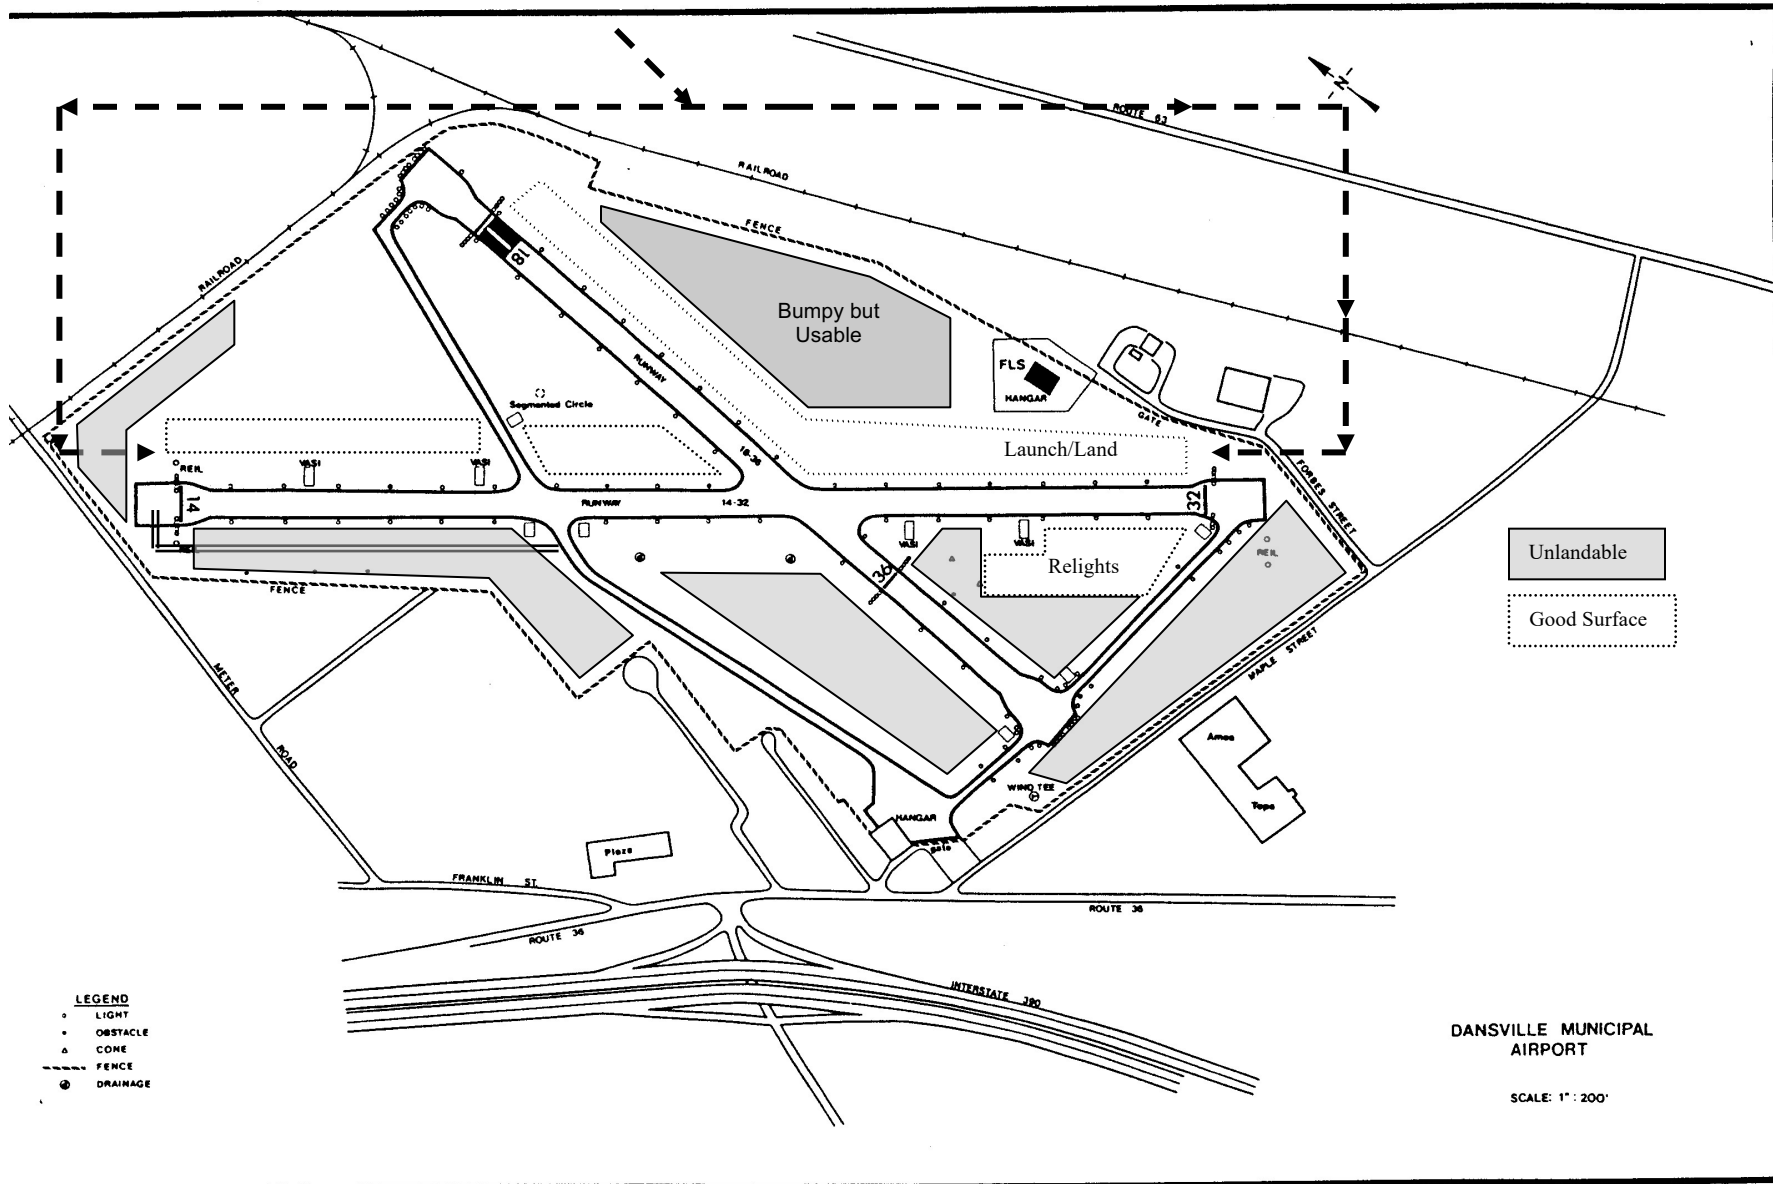 ROUTE 63
-N-
RAILROAD
FENCE
RAILROAD
18
Bumpy but
Usable
RUNWAY
FLS
HANGAR
Segmented Circle
GATE
Launch/Land
18-36
FORBES STREET
REIL
VASI
VASI
14
RUNWAY
14-32
32
REIL
VASI
VASI
36
Relights
REIL
Unlandable
FENCE
Good Surface
METER
ROAD
MAPLE STREET
Ames
Tops
WIND TEE
HANGAR
gate
Plaza
FRANKLIN ST.
ROUTE 36
ROUTE 36
INTERSTATE 390
LEGEND
LIGHT
OBSTACLE
CONE
FENCE
DRAINAGE
DANSVILLE MUNICIPAL
AIRPORT
SCALE: 1" : 200'